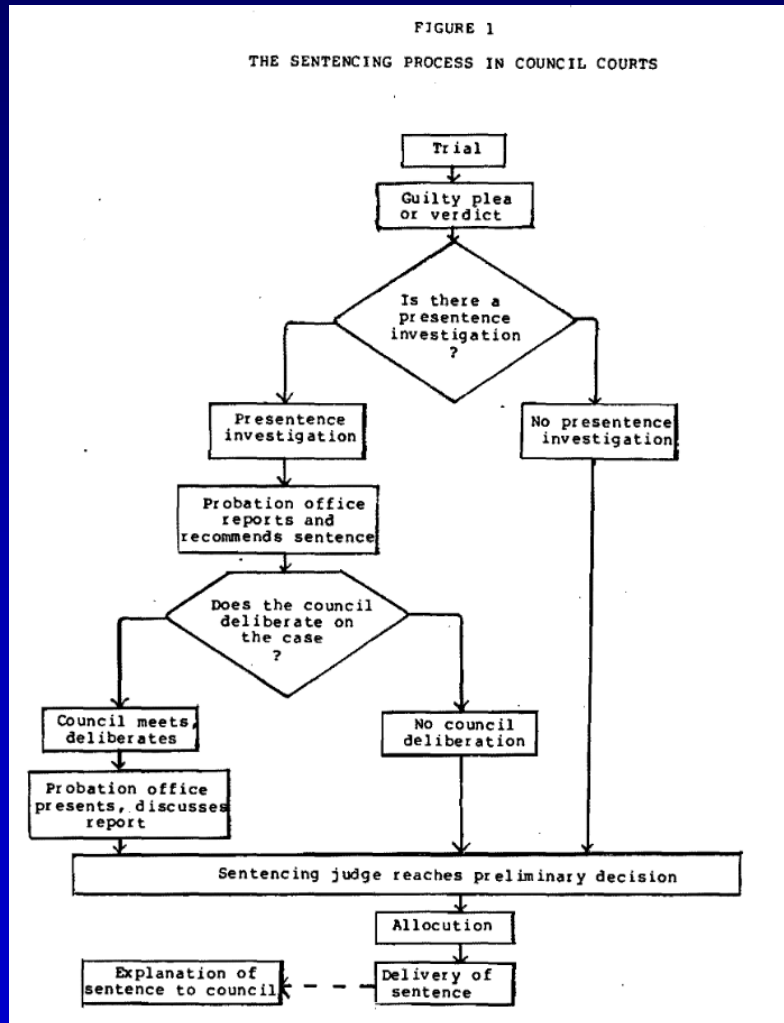 FIGURE 1
THE SENTENCING PROCESS IN COUNCIL COURTS
Trial
Guilty plea
or verdict
Is there a
presentence
investigation
?
Presentence
investigation
No presentence
investigation
Probation office
reports and
recommends sentence
Does the council
deliberate on
the case
?
Council meets,
deliberates
No council
deliberation
Probation office
presents, discusses
report
Sentencing judge reaches preliminary decision
Allocution
Delivery of
sentence
Explanation of
sentence to council